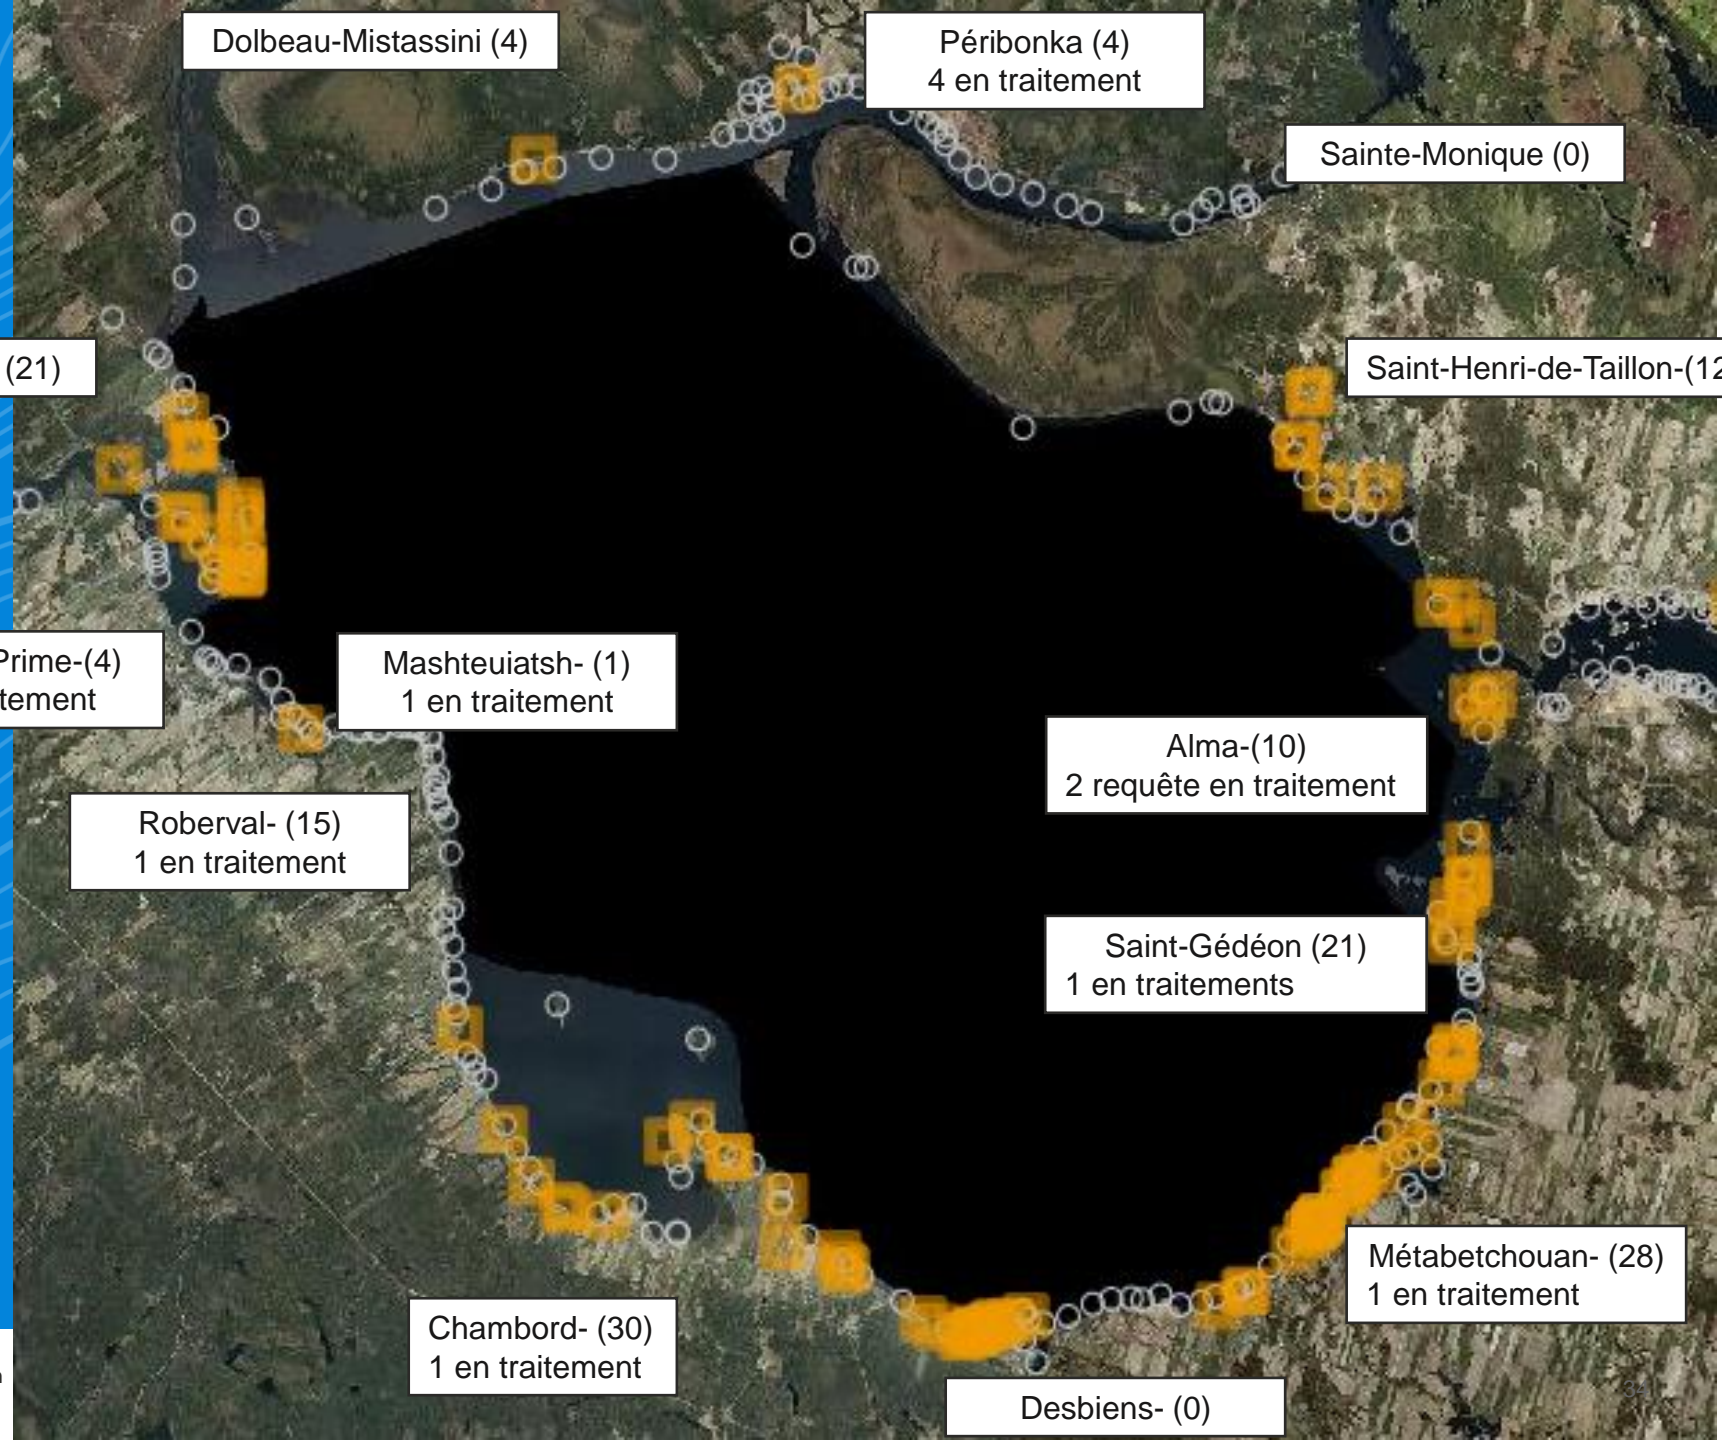 Dolbeau-Mistassini (4)
Péribonka (4)
4 en traitement
Sainte-Monique (0)
(21)
Saint-Henri-de-Taillon-(12
Prime-(4)
tement
Mashteuiatsh- (1)
1 en traitement
Alma-(10)
2 requête en traitement
Roberval- (15)
1 en traitement
Saint-Gédéon (21)
1 en traitements
Métabetchouan- (28)
1 en traitement
Chambord- (30)
1 en traitement
Desbiens- (0)
34